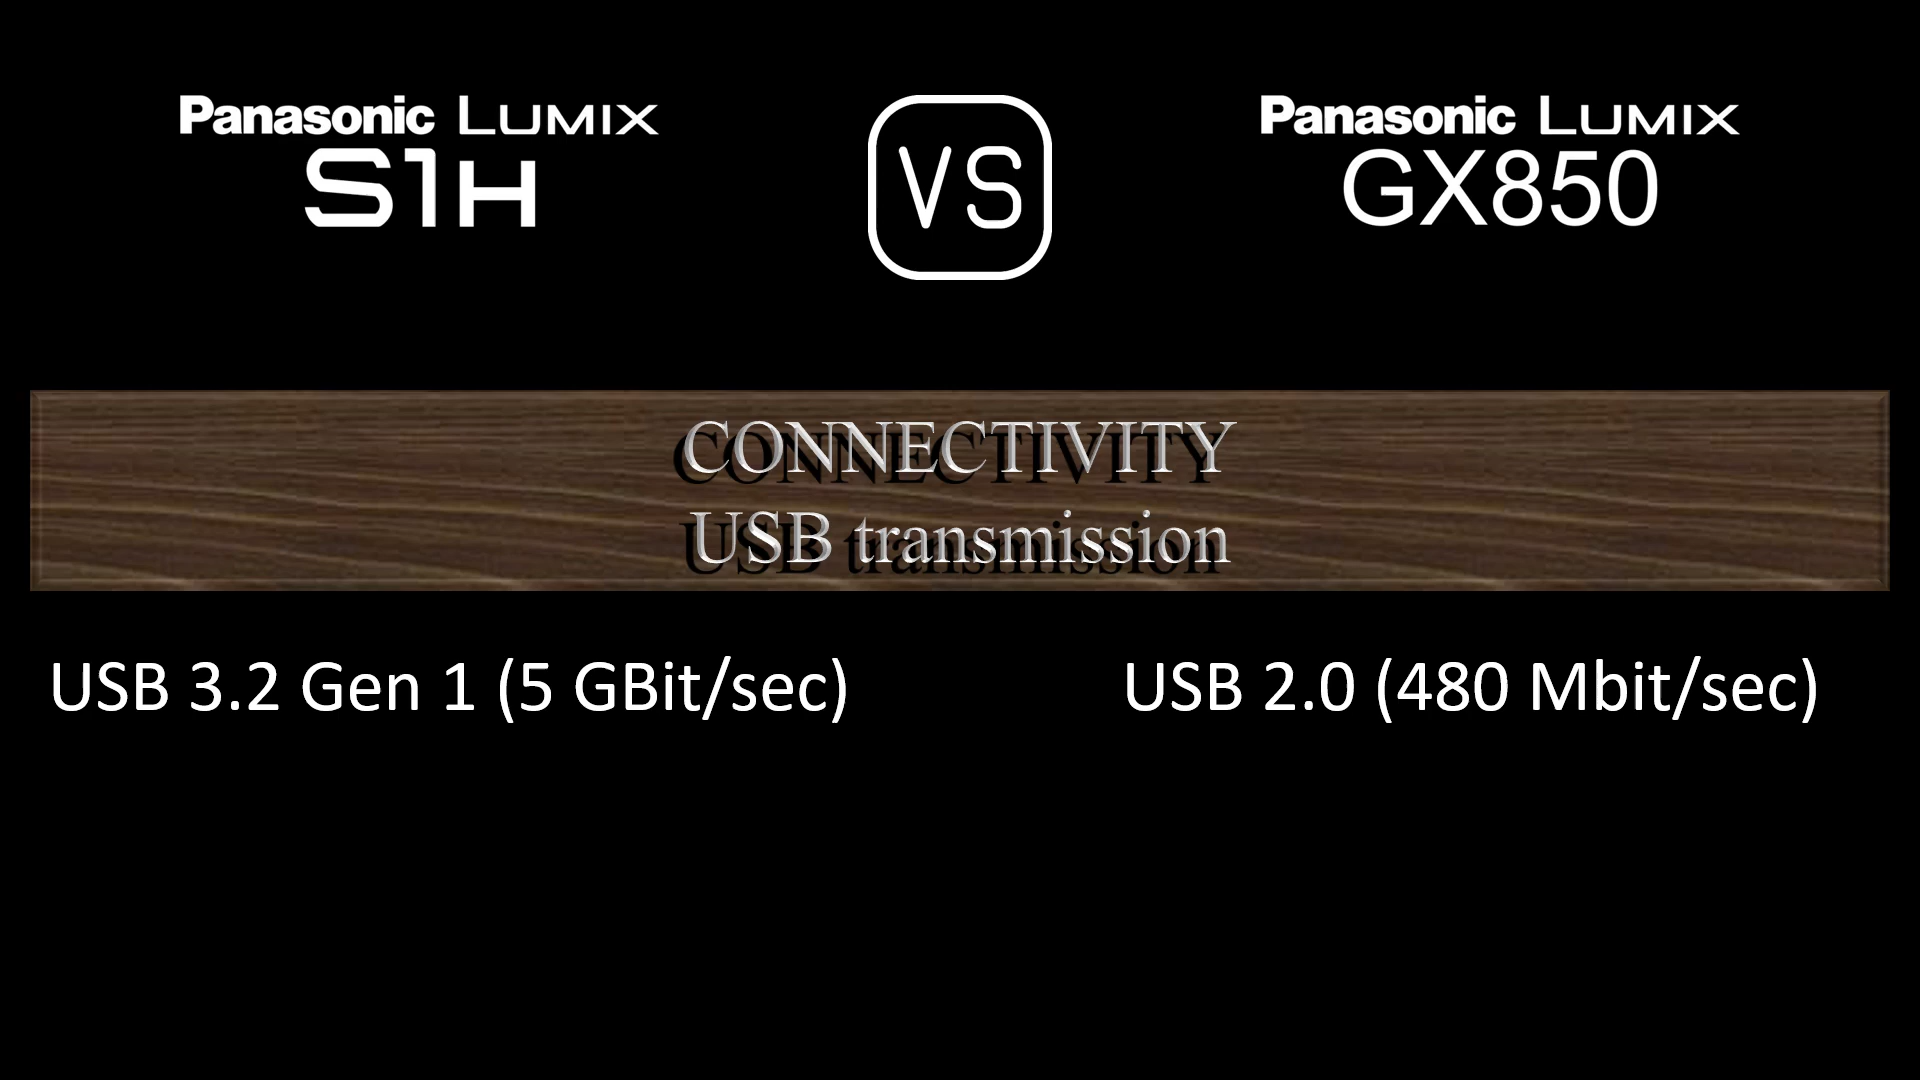 Panasonic LUMIX
S1H
VS
Panasonic LUMIX
GX850
CONNECTIVITY
USB transmission
USB 3.2 Gen 1 (5 GBit/sec)
USB 2.0 (480 Mbit/sec)